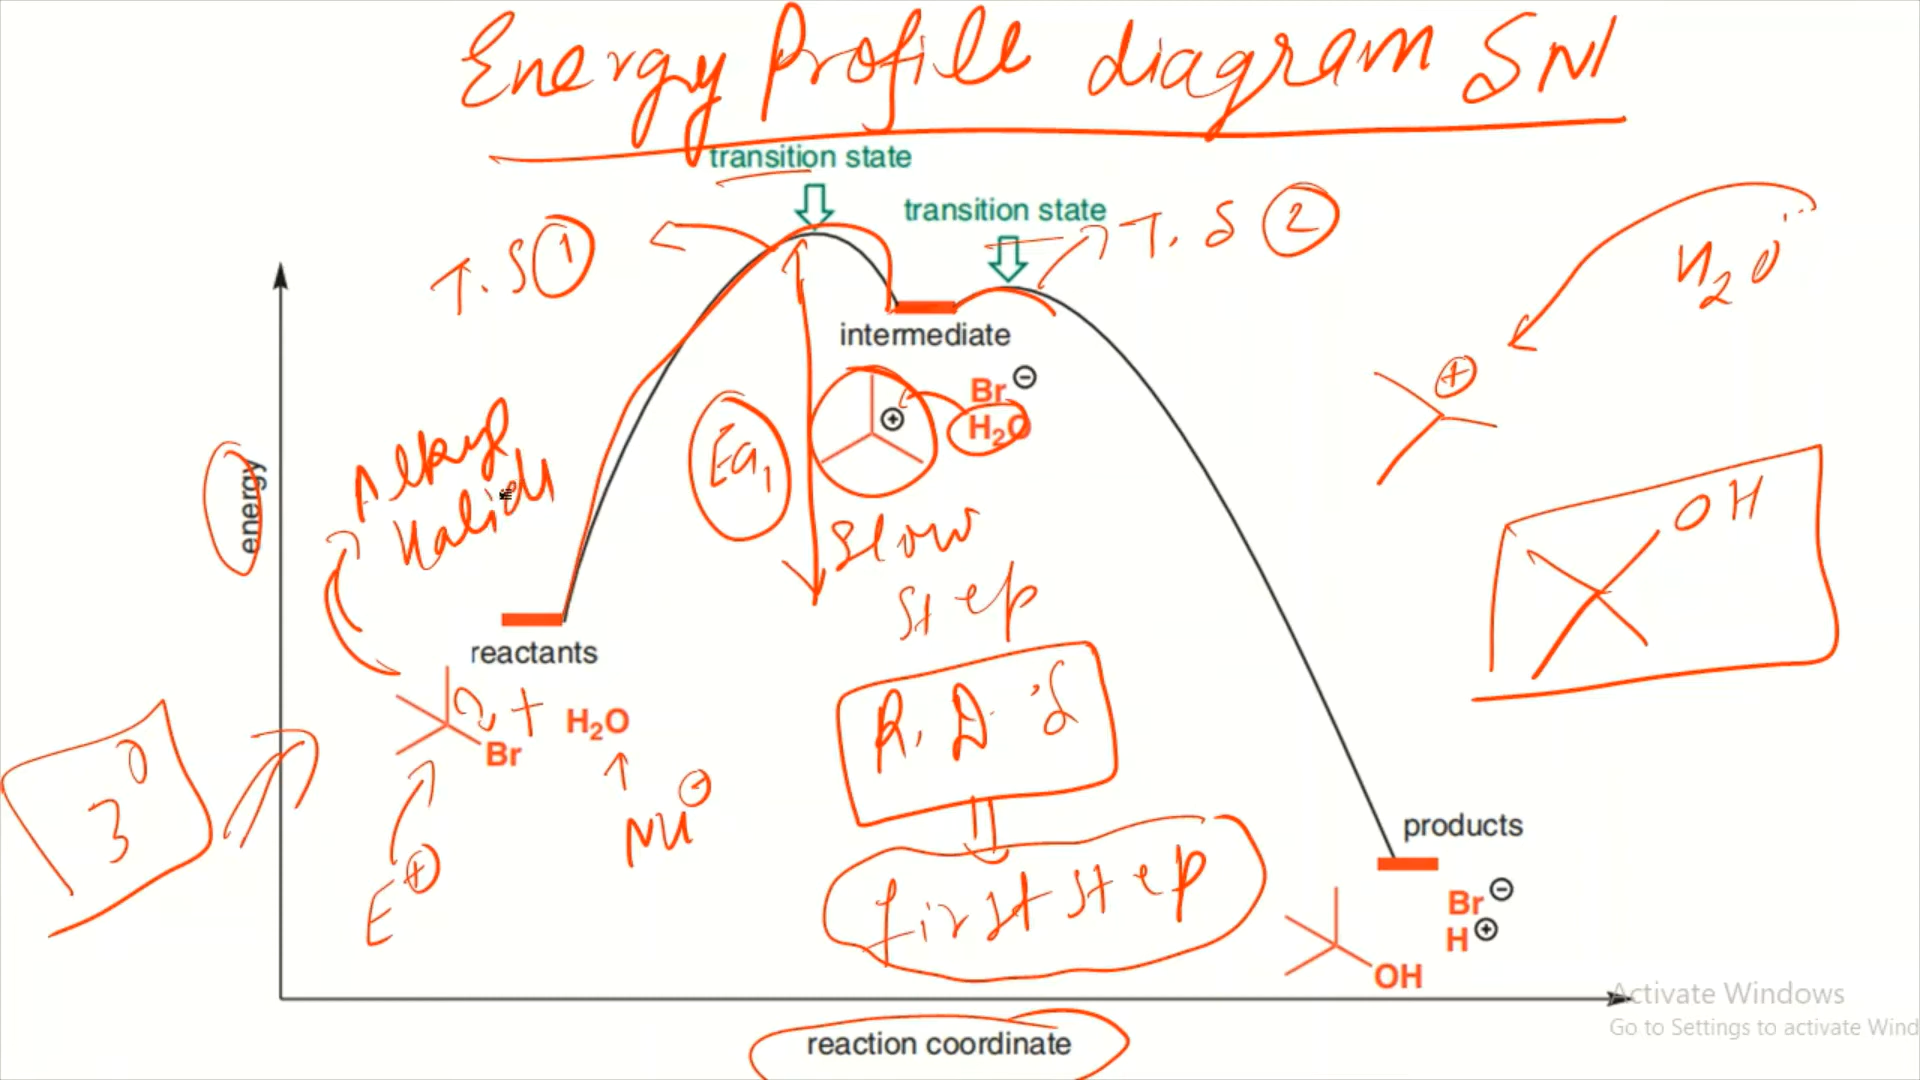 Energy Profile diagram SN1
transition state
transition state
T.S 1
T.S 2
H2O
intermediate
⊕
Br ⊖
H2O
⊕
Ea1
Slow
step
energy
OH
reactants
+ H2O
Br
R.D.S
3°
Nu ⊖
E ⊕
first step
products
Br ⊖
H ⊕
OH
reaction coordinate
Activate Windows
Go to Settings to activate Wind